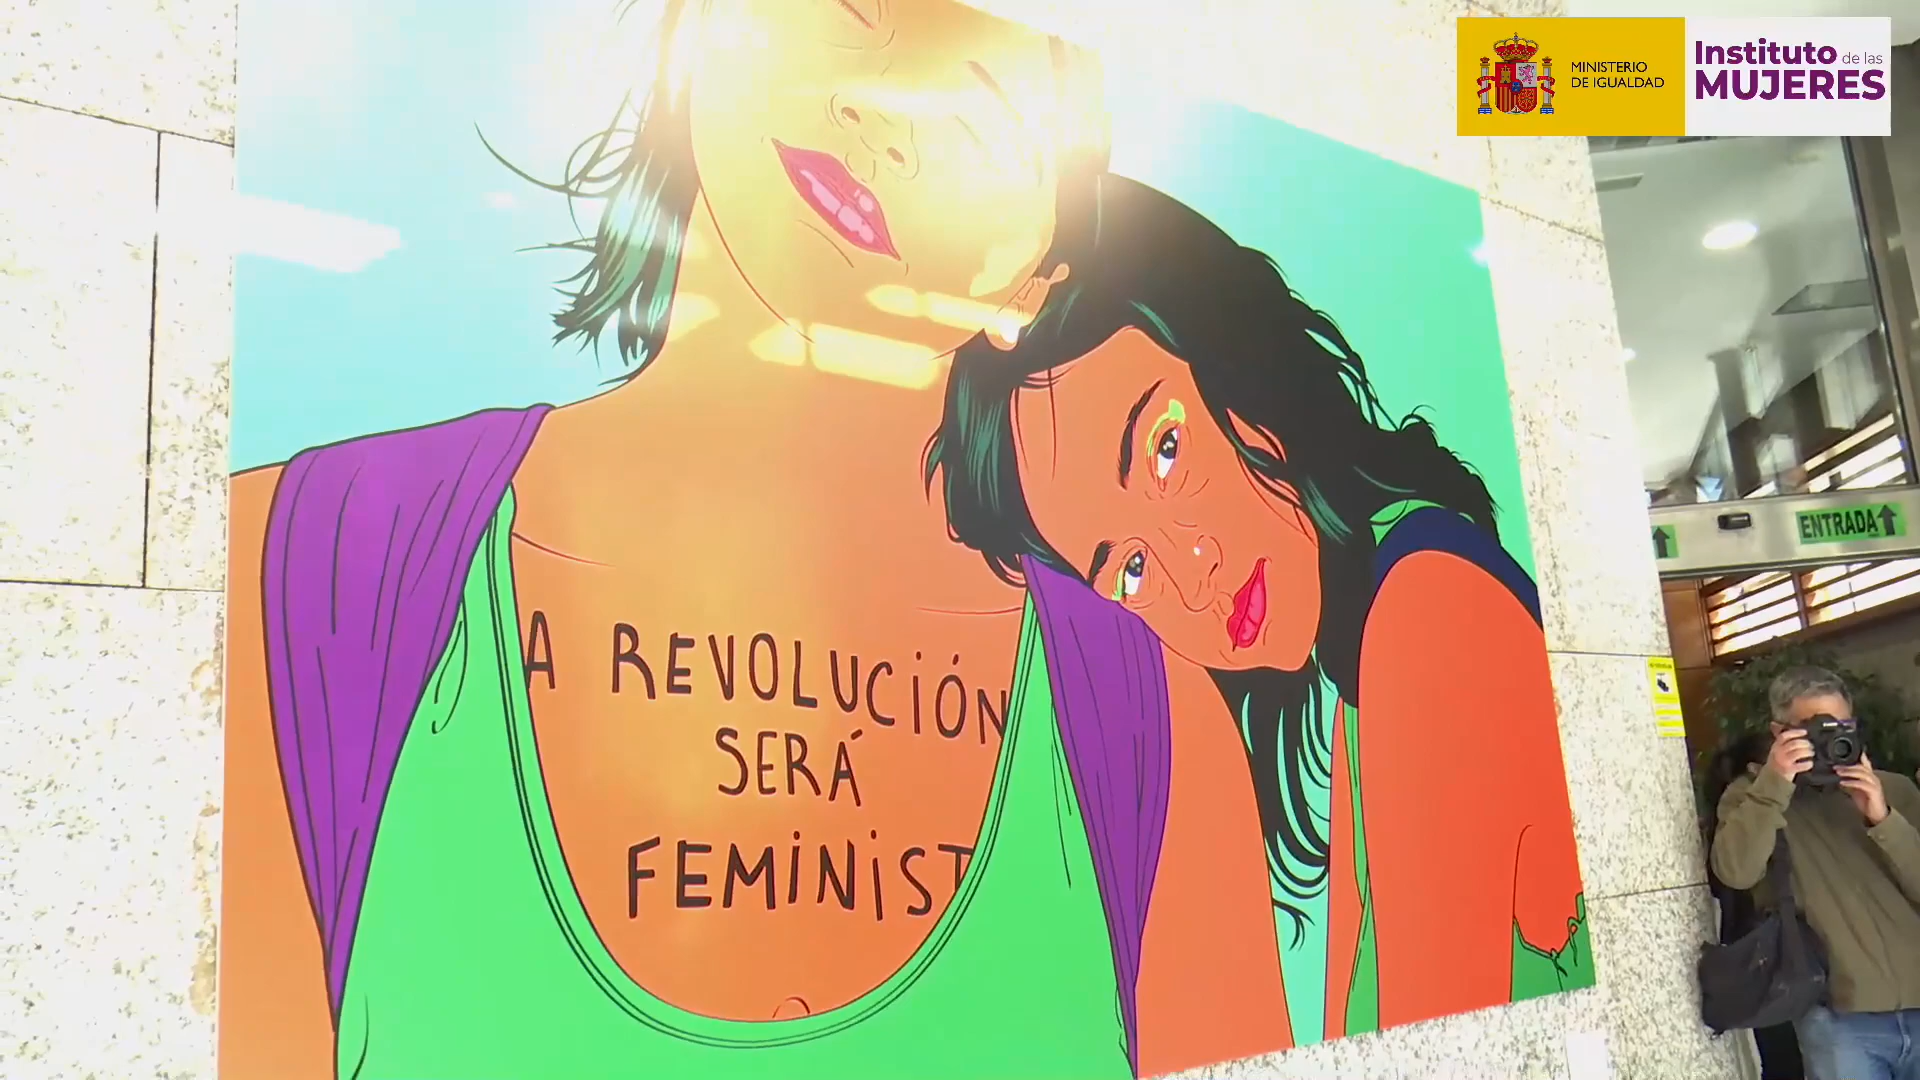 MINISTERIO
DE IGUALDAD
Instituto de las
MUJERES
ENTRADA
A REVOLUCIÓN
SERÁ
FEMINIST